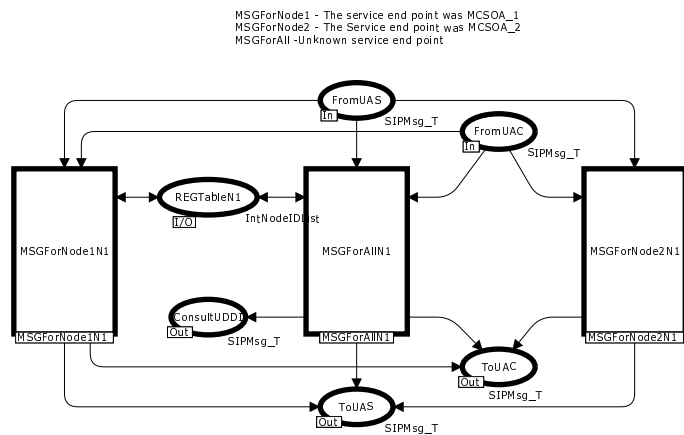 MSGForNode1 - The service end point was MCSOA_1
MSGForNode2 - The Service end point was MCSOA_2
MSGForAll -Unknown service end point
FromUAS
In
SIPMsg_T
FromUAC
In
SIPMsg_T
REGTableN1
I/O
IntNodeIDList
MSGForNode1N1
MSGForAllN1
MSGForNode2N1
ConsultUDDI
Out
SIPMsg_T
MSGForNode1N1
MSGForAllN1
MSGForNode2N1
ToUAC
Out
SIPMsg_T
ToUAS
Out
SIPMsg_T